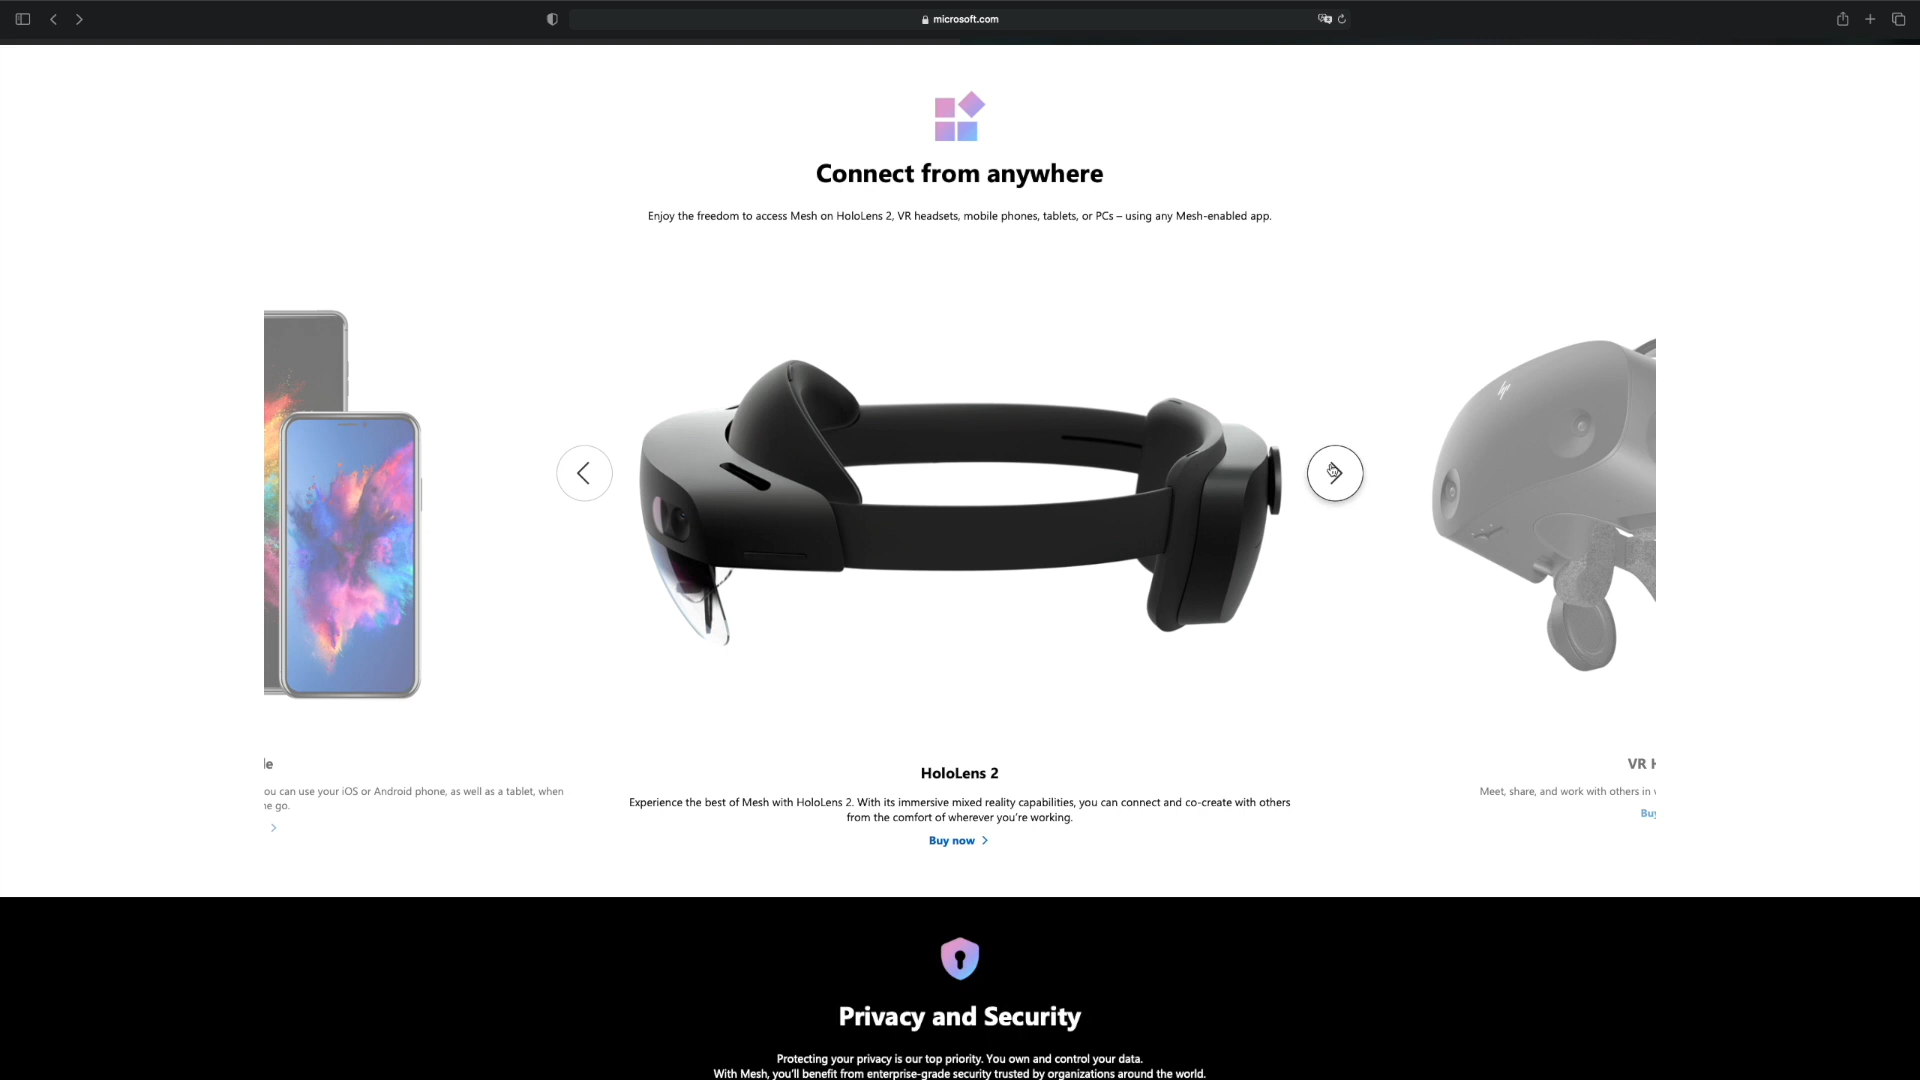 microsoft.com
Connect from anywhere
Enjoy the freedom to access Mesh on HoloLens 2, VR headsets, mobile phones, tablets, or PCs – using any Mesh-enabled app.
HoloLens 2
Experience the best of Mesh with HoloLens 2. With its immersive mixed reality capabilities, you can connect and co-create with others
from the comfort of wherever you're working.
Buy now
can use your iOS or Android phone, as well as a tablet, when
go.
VR
Meet, share, and work with others in
Privacy and Security
Protecting your privacy is our top priority. You own and control your data.
With Mesh, you'll benefit from enterprise-grade security trusted by organizations around the world.